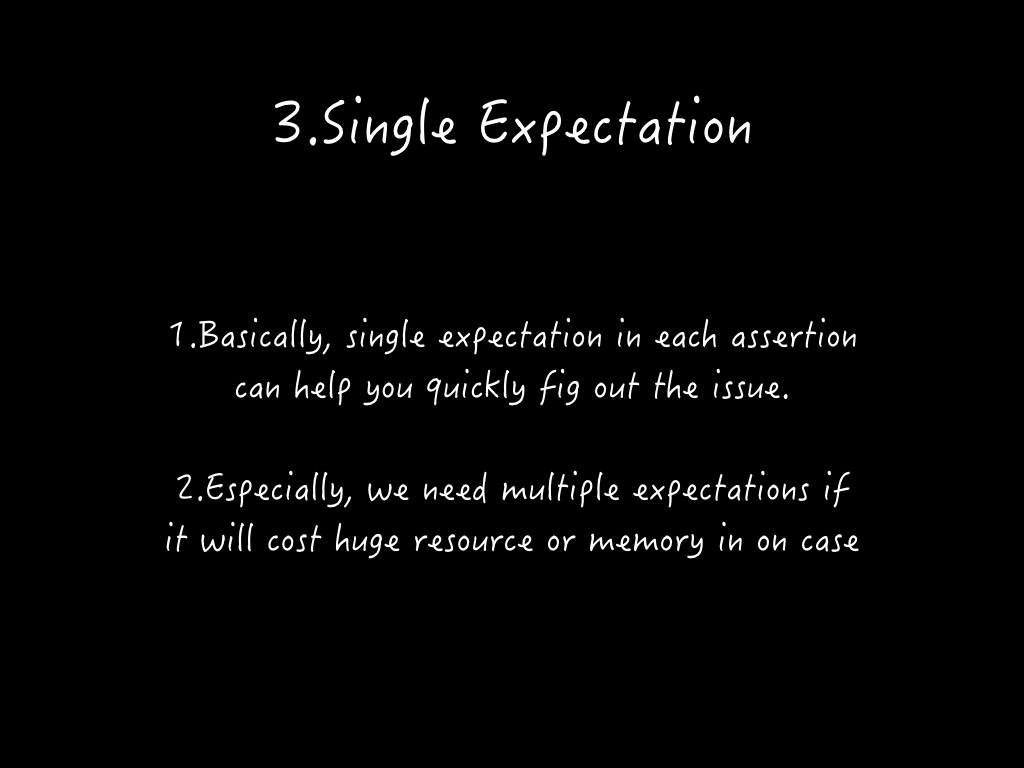 3.Single Expectation
1.Basically, single expectation in each assertion
can help you quickly fig out the issue.
2.Especially, we need multiple expectations if
it will cost huge resource or memory in on case